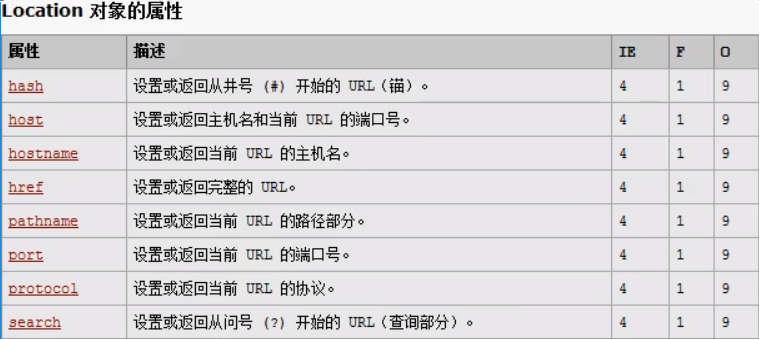 Location 对象的属性
属性 描述 IE F O
hash 设置或返回从井号 (#) 开始的 URL（锚）。 4 1 9
host 设置或返回主机名和当前 URL 的端口号。 4 1 9
hostname 设置或返回当前 URL 的主机名。 4 1 9
href 设置或返回完整的 URL。 4 1 9
pathname 设置或返回当前 URL 的路径部分。 4 1 9
port 设置或返回当前 URL 的端口号。 4 1 9
protocol 设置或返回当前 URL 的协议。 4 1 9
search 设置或返回从问号 (?) 开始的 URL（查询部分）。 4 1 9